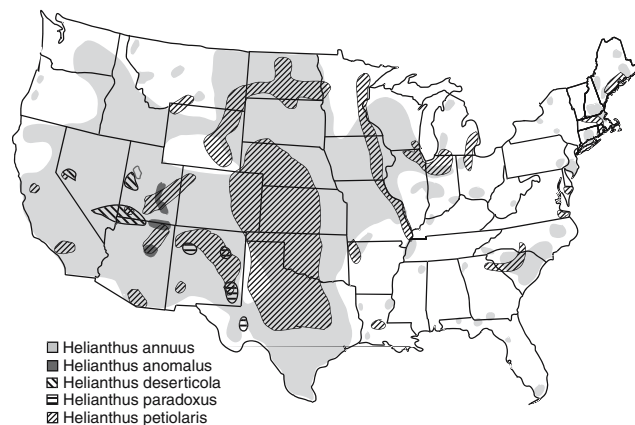 Helianthus annuus
Helianthus anomalus
Helianthus deserticola
Helianthus paradoxus
Helianthus petiolaris